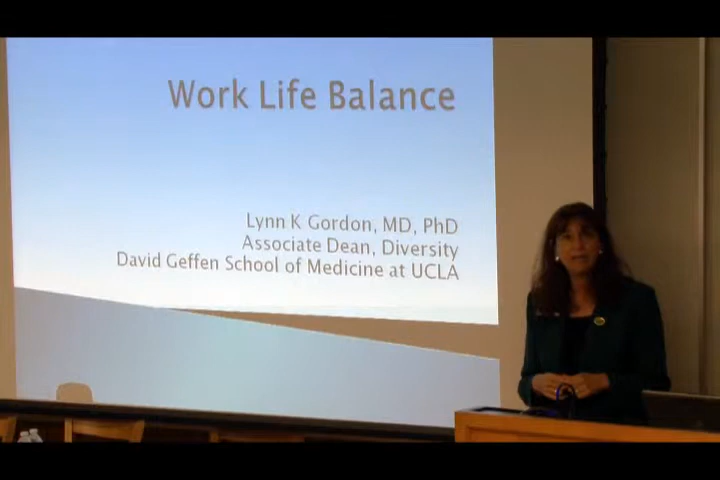 Work Life Balance
Lynn K Gordon, MD, PhD
Associate Dean, Diversity
David Geffen School of Medicine at UCLA